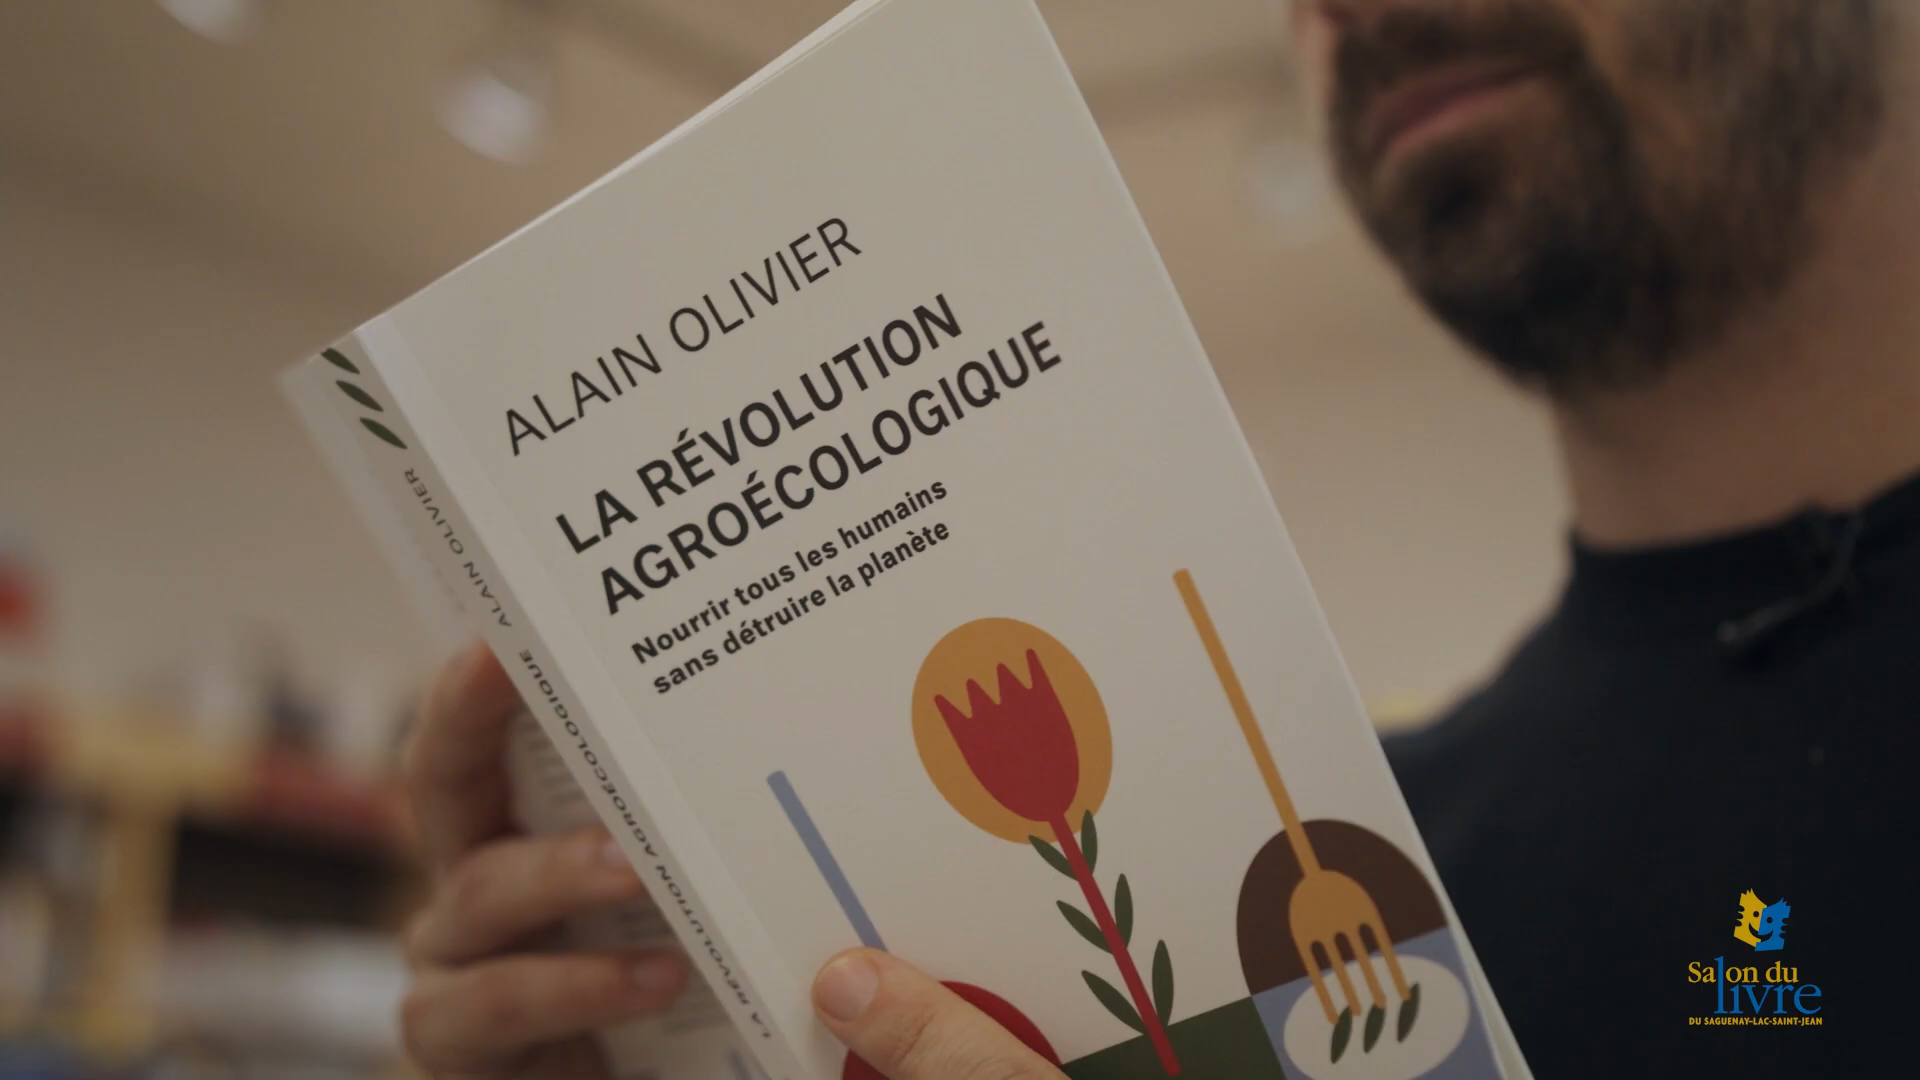 ALAIN OLIVIER
LA RÉVOLUTION
AGROÉCOLOGIQUE
Nourrir tous les humains
sans détruire la planète
ALAIN OLIVIER LA RÉVOLUTION AGROÉCOLOGIQUE
Salon du
livre
DU SAGUENAY-LAC-SAINT-JEAN